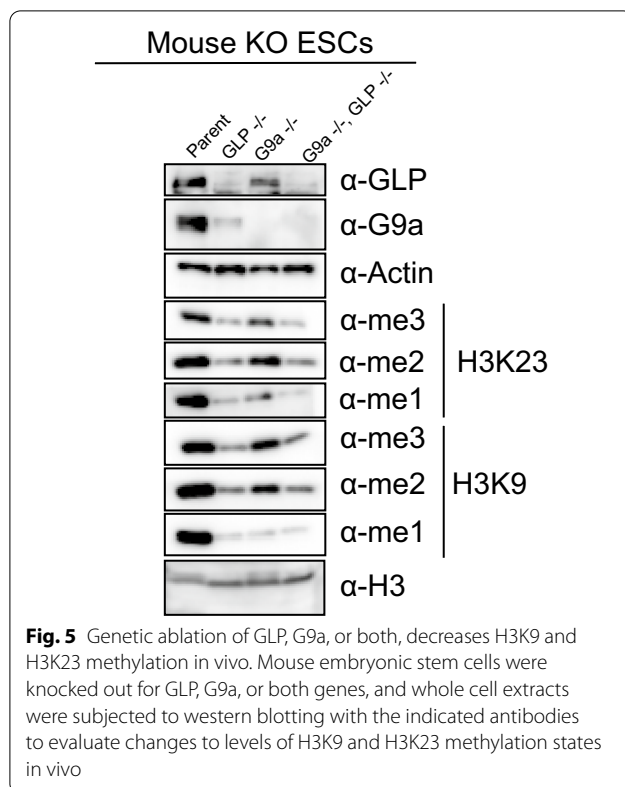 Mouse KO ESCs
Parent
GLP -/-
G9a -/-
G9a -/-, GLP -/-
α-GLP
α-G9a
α-Actin
α-me3
α-me2
H3K23
α-me1
α-me3
α-me2
H3K9
α-me1
α-H3
Fig. 5 Genetic ablation of GLP, G9a, or both, decreases H3K9 and
H3K23 methylation in vivo. Mouse embryonic stem cells were
knocked out for GLP, G9a, or both genes, and whole cell extracts
were subjected to western blotting with the indicated antibodies
to evaluate changes to levels of H3K9 and H3K23 methylation states
in vivo